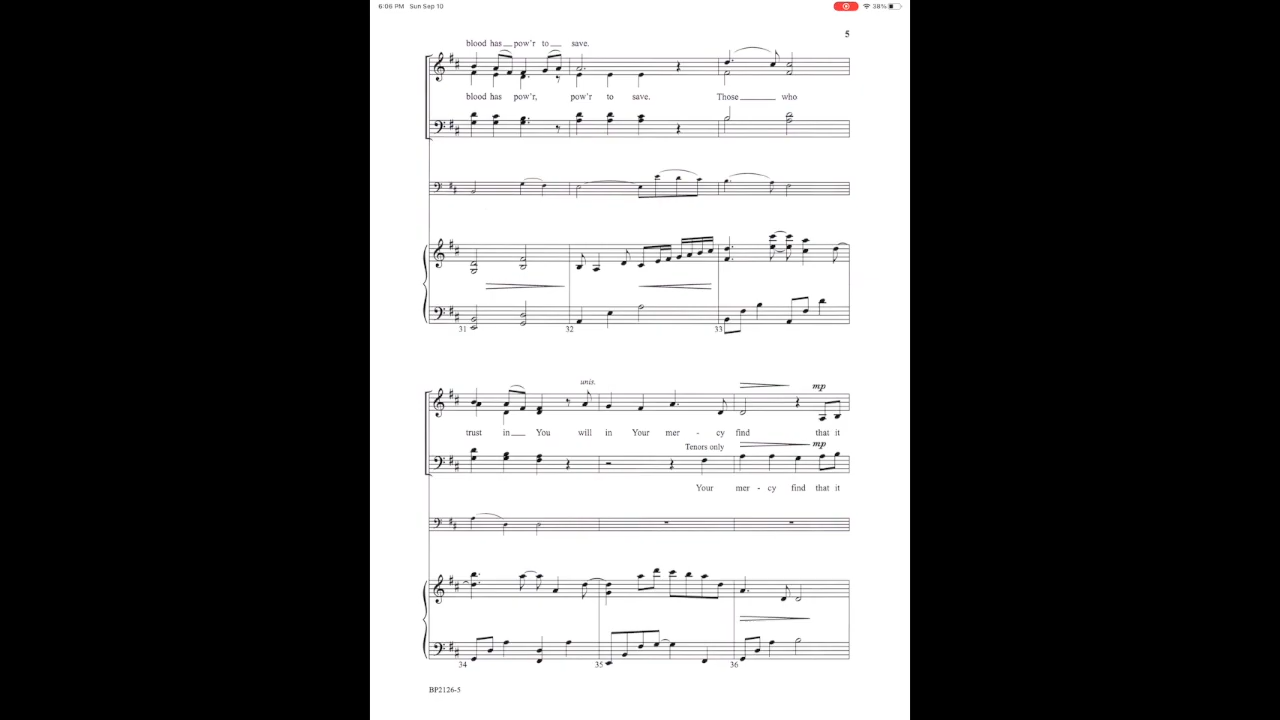 6:06 PM Sun Sep 10
38%
5
blood has pow'r to save.
blood has pow'r, pow'r to save. Those who
31 32 33
unis.
mp
trust in You will in Your mer - cy find that it
Tenors only
mp
Your mer - cy find that it
34 35 36
BP2126-5